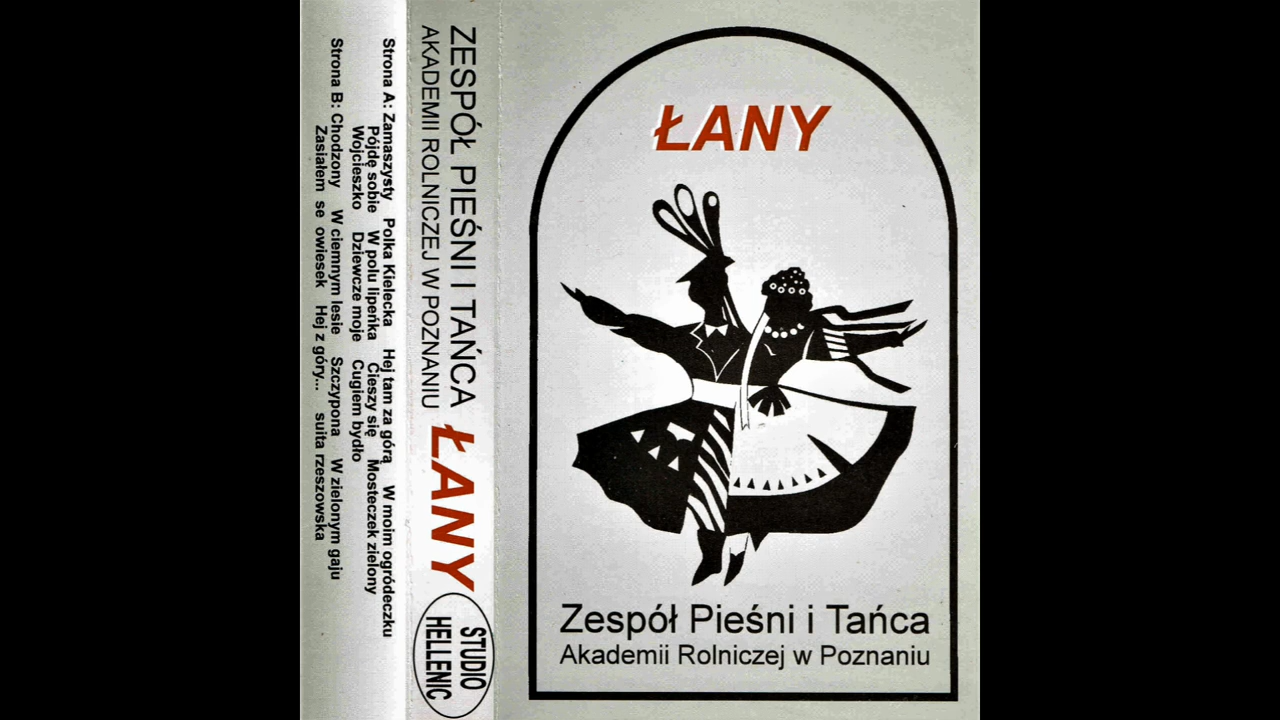 ŁANY
Zespół Pieśni i Tańca
Akademii Rolniczej w Poznaniu
ZESPÓŁ PIEŚNI I TAŃCA
AKADEMII ROLNICZEJ W POZNANIU
ŁANY
STUDIO
HELLENIC
Strona A: Zamaszysty Polka Kielecka Hej tam za górą W moim ogródeczku
Pójdę sobie W polu lipeńka Cieszy się Mosteczek zielony
Wojcieszko Dziewcze moje Cugiem bydło
Strona B: Chodzony W ciemnym lesie Szczypona W zielonym gaju
Zasiałem se owiesek Hej z góry... suita rzeszowska